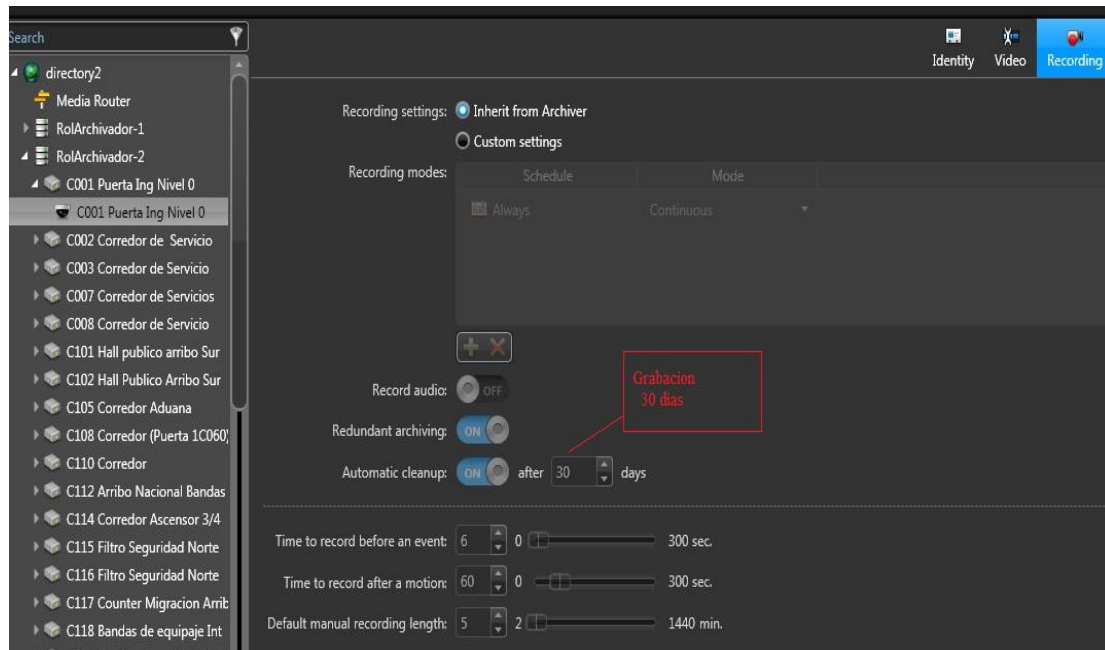 Search
directory2
Media Router
RolArchivador-1
RolArchivador-2
C001 Puerta Ing Nivel 0
C001 Puerta Ing Nivel 0
C002 Corredor de Servicio
C003 Corredor de Servicio
C007 Corredor de Servicios
C008 Corredor de Servicio
C101 Hall publico arribo Sur
C102 Hall Publico Arribo Sur
C105 Corredor Aduana
C108 Corredor (Puerta 1C060)
C110 Corredor
C112 Arribo Nacional Bandas
C114 Corredor Ascensor 3/4
C115 Filtro Seguridad Norte
C116 Filtro Seguridad Norte
C117 Counter Migracion Arrib
C118 Bandas de equipaje Int
Identity Video Recording
Recording settings: Inherit from Archiver
Custom settings
Recording modes: Schedule Mode
Always Continuous
Record audio: OFF
Redundant archiving: ON
Automatic cleanup: ON after 30 days
Grabacion
30 dias
Time to record before an event: 6 0 300 sec.
Time to record after a motion: 60 0 300 sec.
Default manual recording length: 5 2 1440 min.